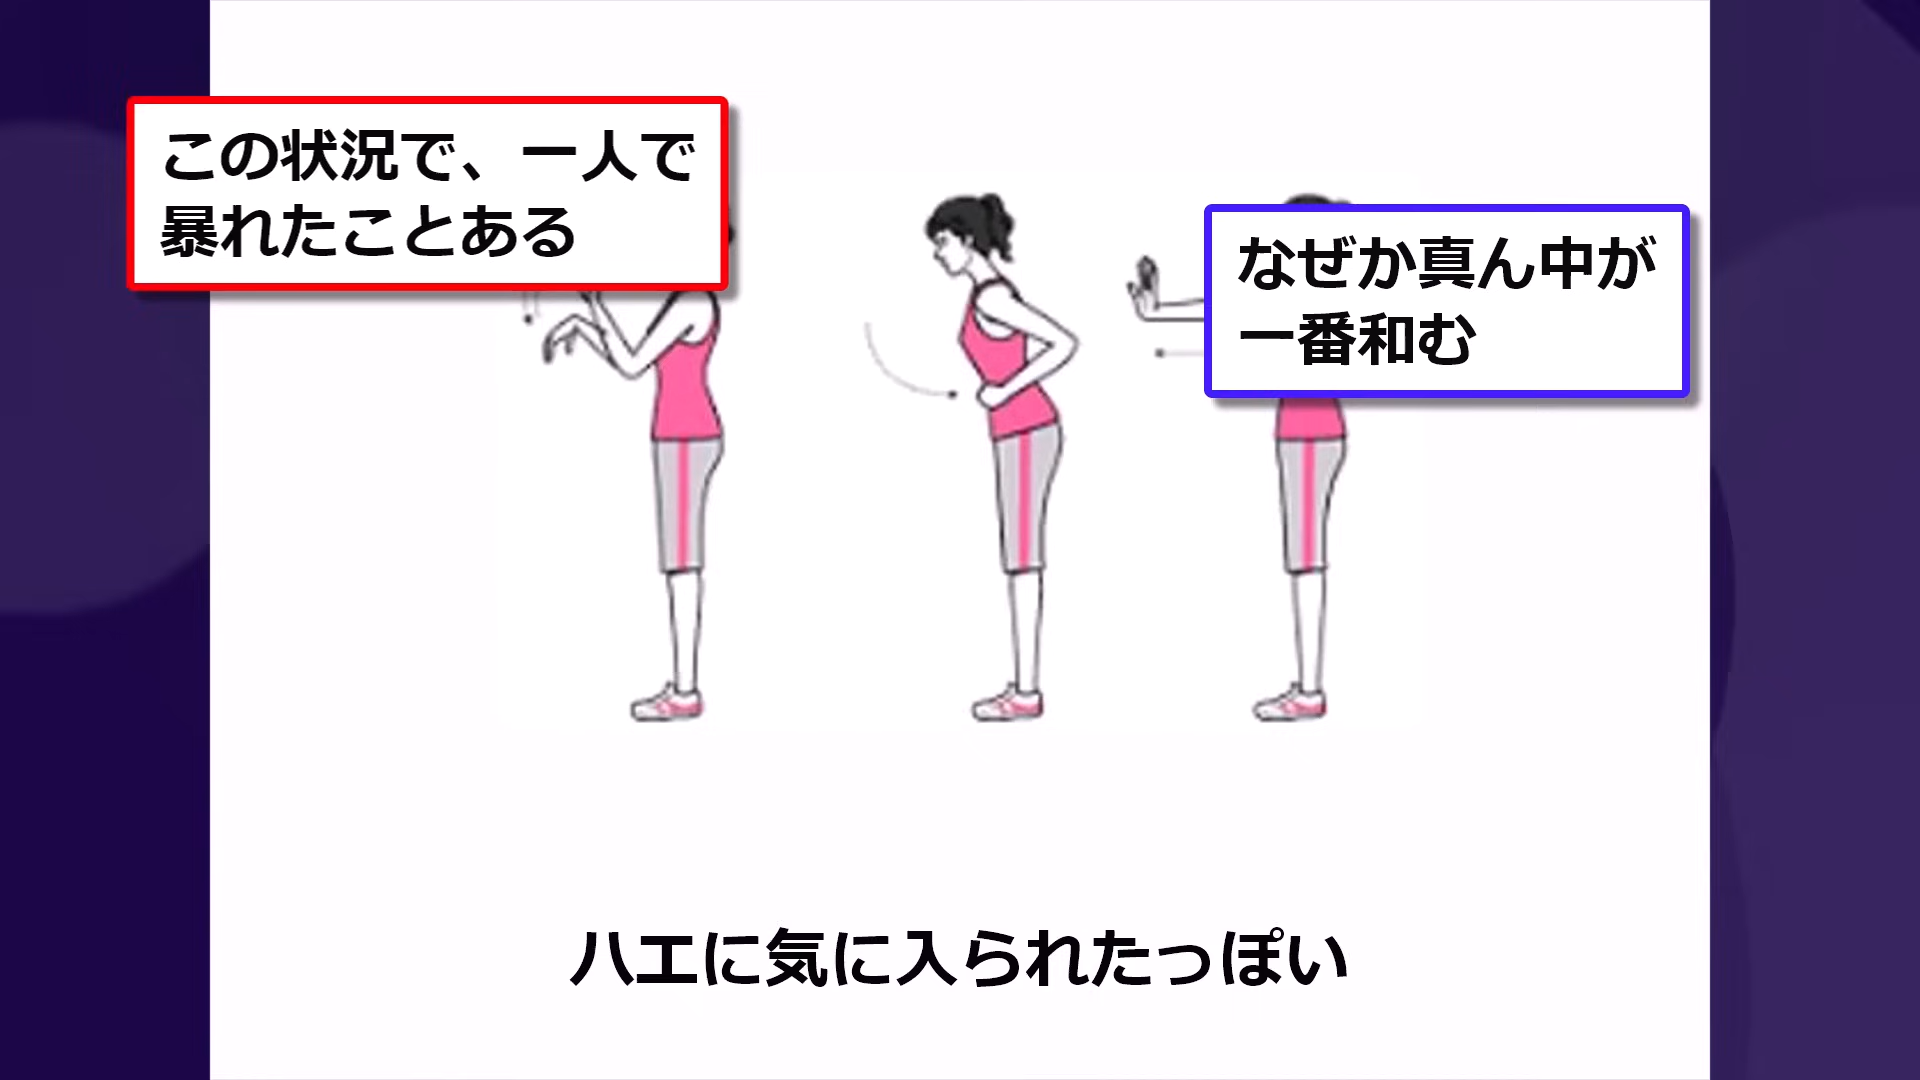 この状況で、一人で
暴れたことある
なぜか真ん中が
一番和む
ハエに気に入られたっぽい